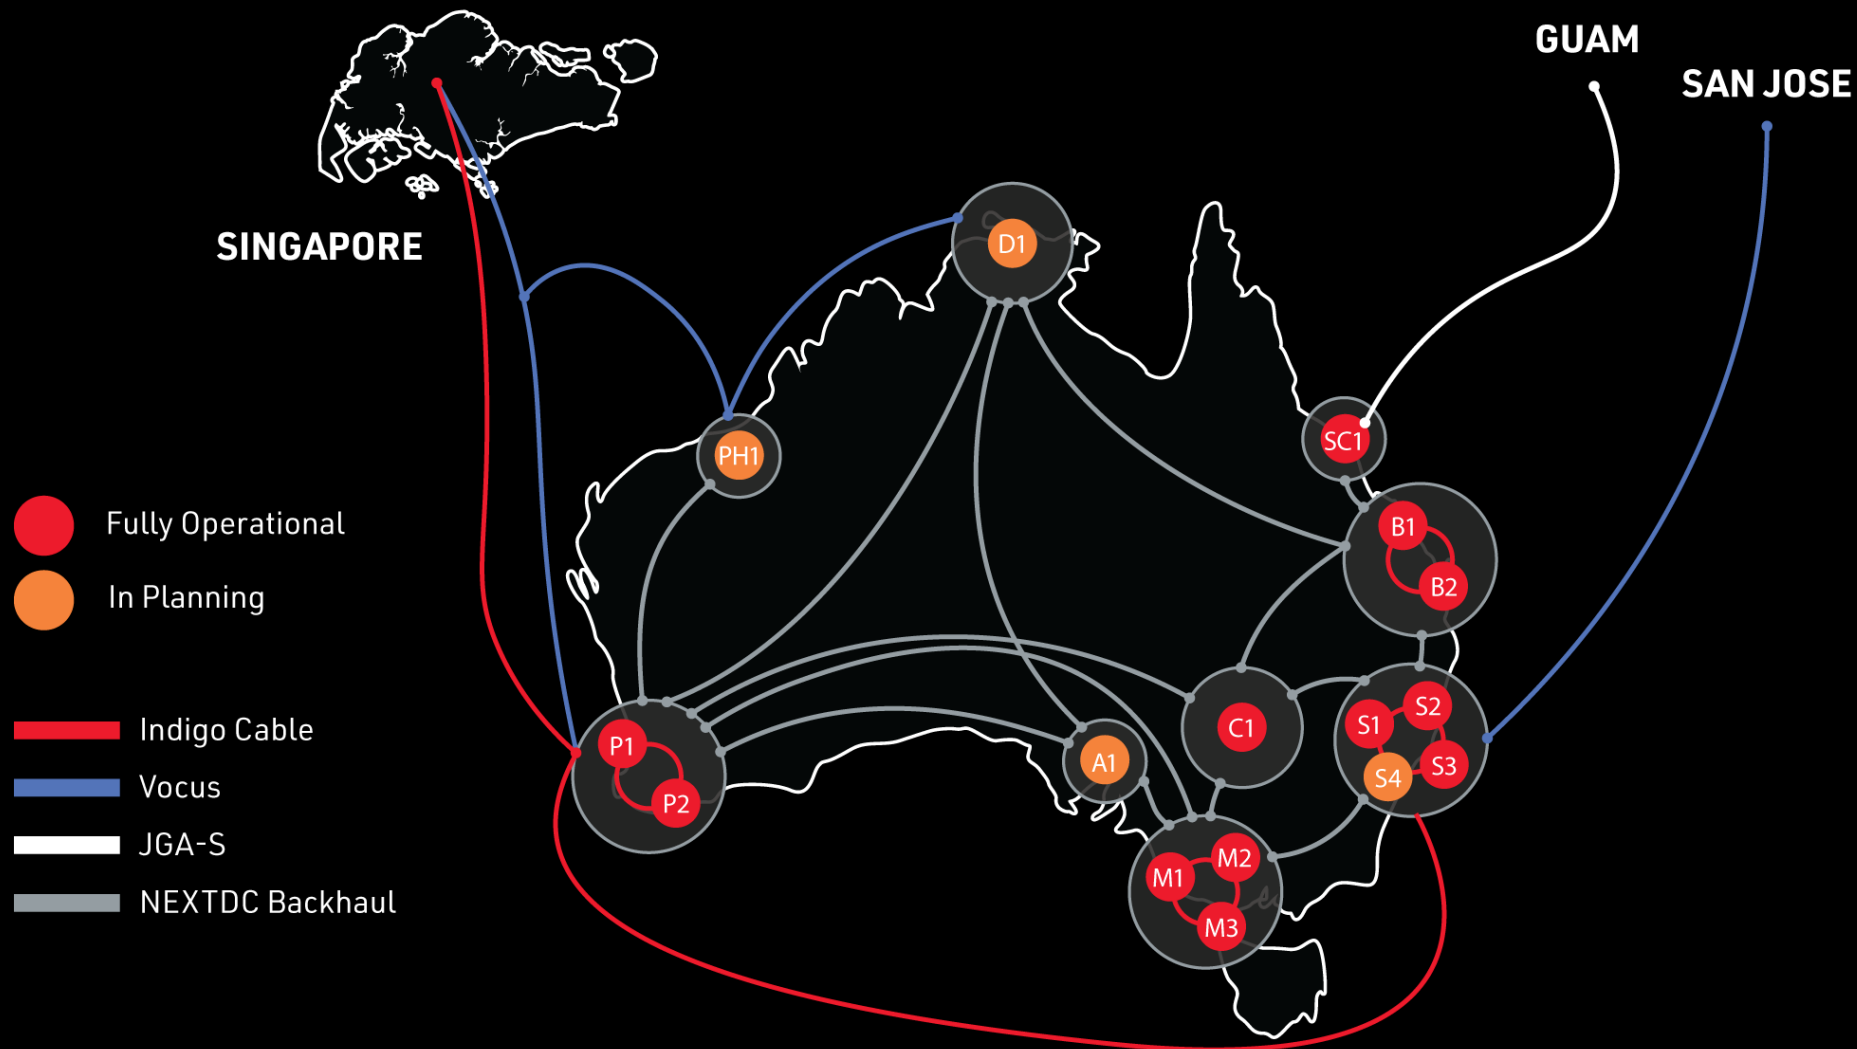 GUAM
SAN JOSE
SINGAPORE
D1
PH1
SC1
B1
B2
Fully Operational
In Planning
Indigo Cable
Vocus
JGA-S
NEXTDC Backhaul
P1
P2
A1
C1
S1
S2
S3
S4
M1
M2
M3